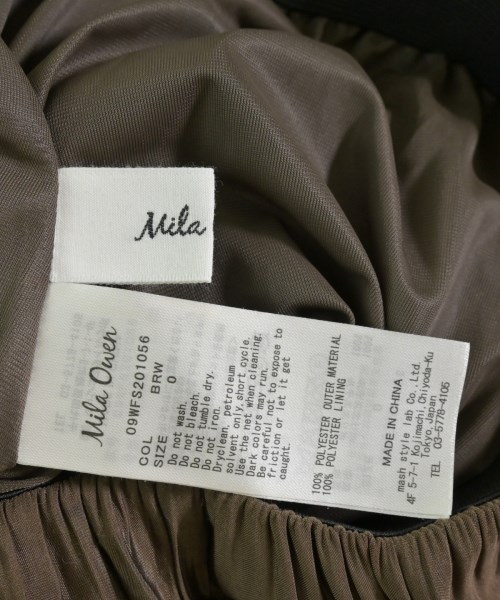 Mila
Mila Owen
09WFS201056
COL BRW
SIZE 0
Do not wash.
Do not bleach.
Do not tumble dry.
Do not iron.
Dryclean, petroleum
solvent only, short cycle.
Use the net when cleaning.
Dark colors may run.
Be careful not to expose to
friction or let it get
caught.
100% POLYESTER OUTER MATERIAL
100% POLYESTER LINING
MADE IN CHINA
mash style lab Co., Ltd.
4F 5-7-1 Kojimachi, Chiyoda-Ku
Tokyo, Japan
TEL 03-5778-4105